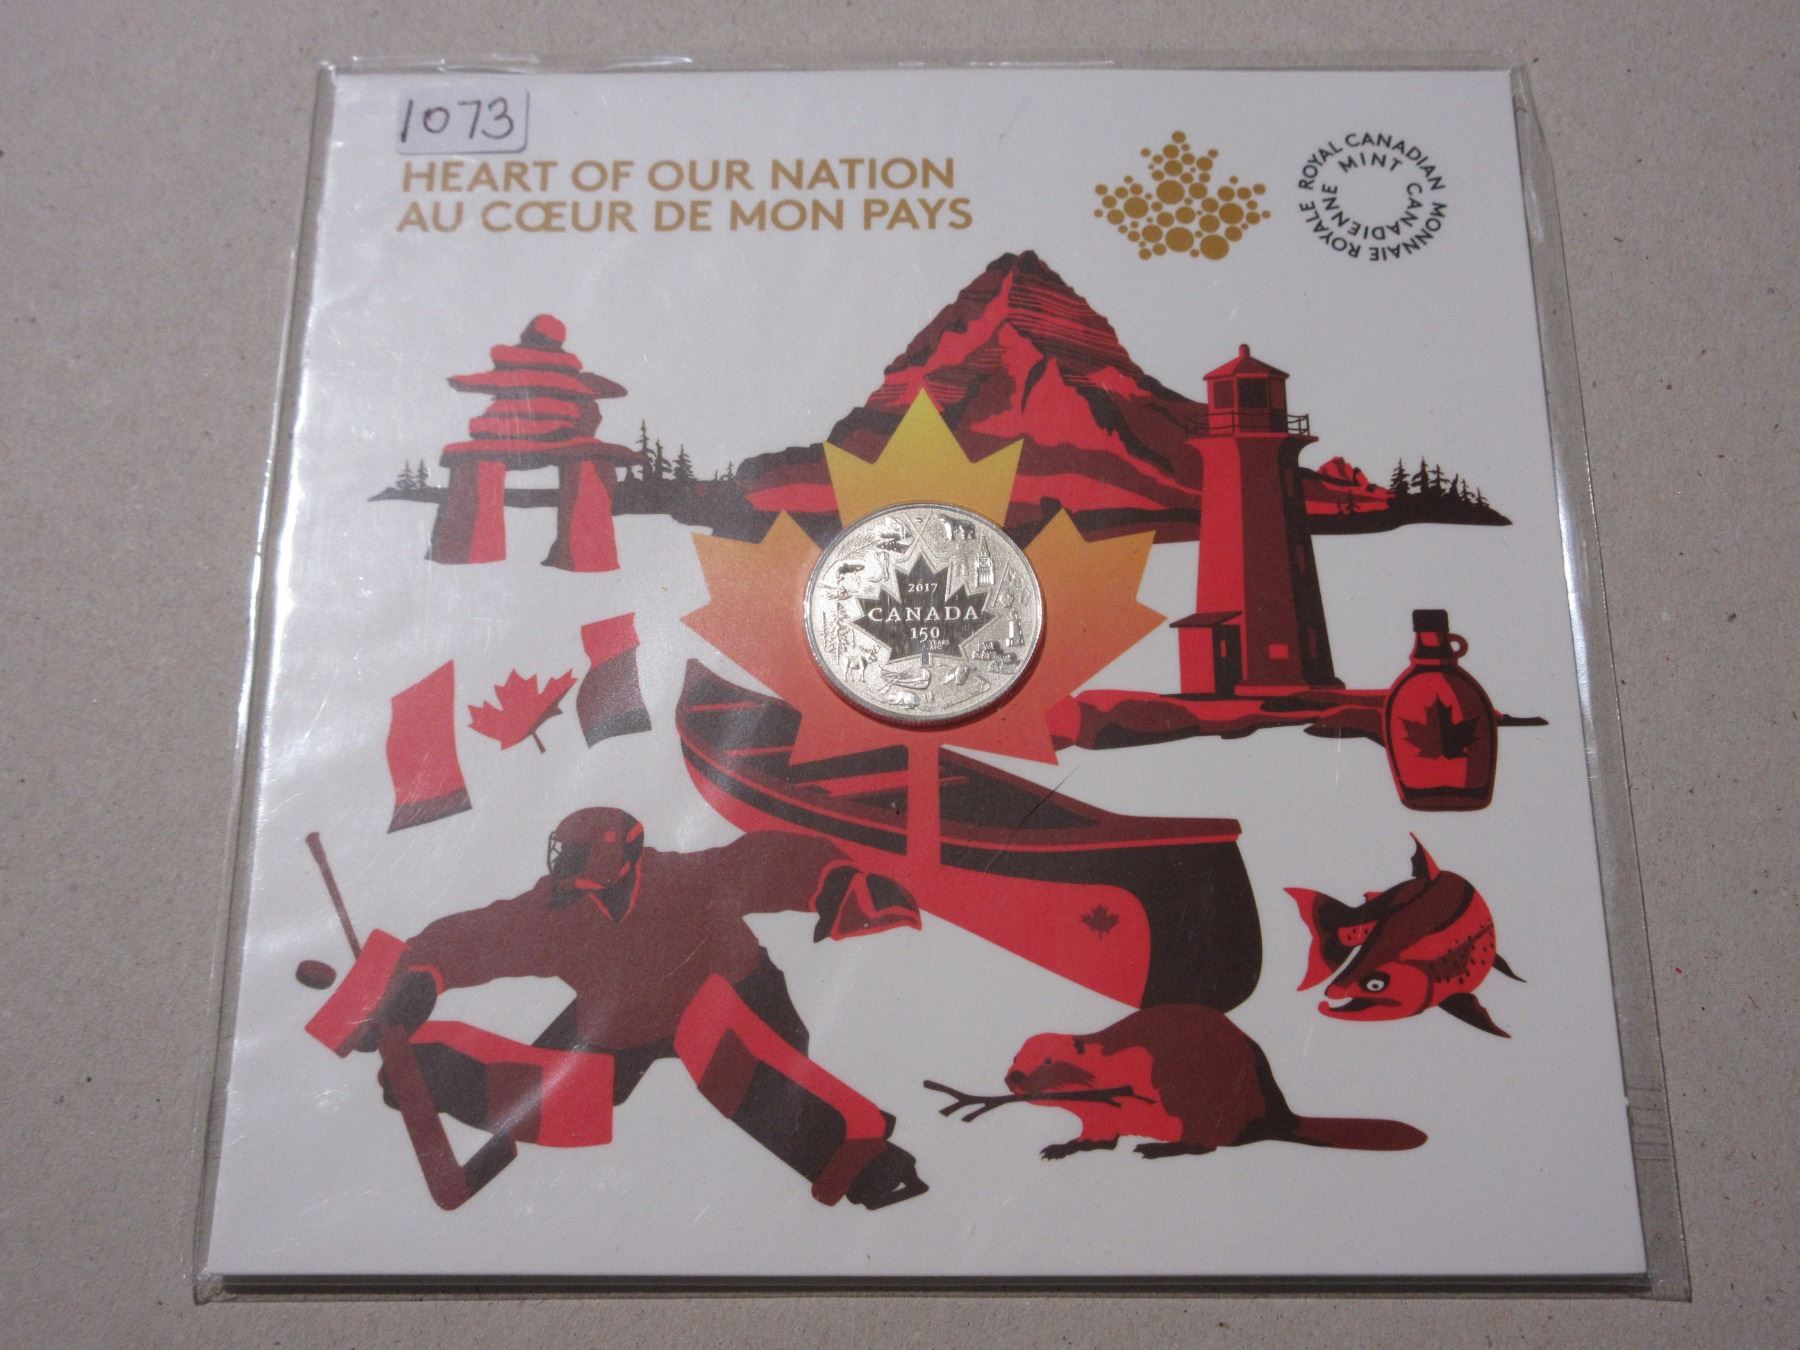 1073
HEART OF OUR NATION
AU CŒUR DE MON PAYS
ROYAL CANADIAN MINT
MONNAIE ROYALE CANADIENNE
2017
CANADA
150
YEARS